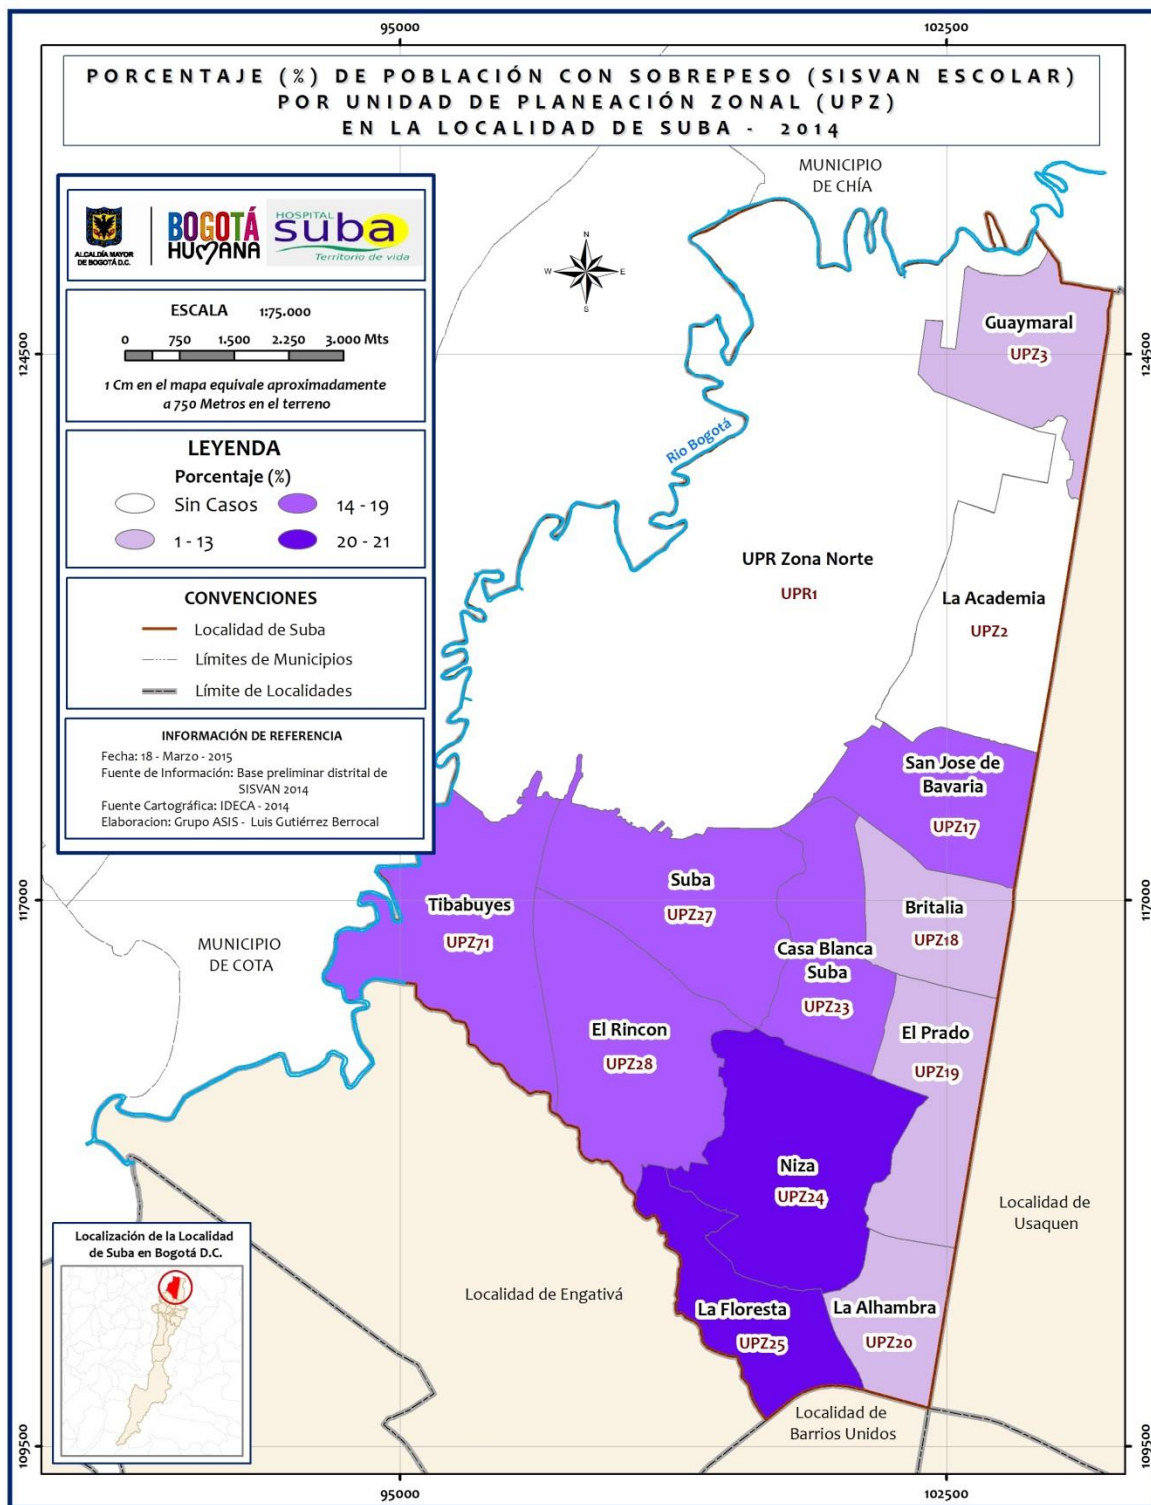 95000
102500
PORCENTAJE (%) DE POBLACIÓN CON SOBREPESO (SISVAN ESCOLAR)
POR UNIDAD DE PLANEACIÓN ZONAL (UPZ)
EN LA LOCALIDAD DE SUBA - 2014
MUNICIPIO
DE CHÍA
ALCALDÍA MAYOR
DE BOGOTÁ D.C.
BOGOTÁ
HUMANA
HOSPITAL
suba
Territorio de vida
N
W
E
S
ESCALA 1:75.000
0 750 1.500 2.250 3.000 Mts
1 Cm en el mapa equivale aproximadamente
a 750 Metros en el terreno
124500
124500
Guaymaral
UPZ3
LEYENDA
Porcentaje (%)
Sin Casos
14 - 19
1 - 13
20 - 21
Rio Bogotá
CONVENCIONES
Localidad de Suba
Límites de Municipios
Límite de Localidades
UPR Zona Norte
UPR1
La Academia
UPZ2
INFORMACIÓN DE REFERENCIA
Fecha: 18 - Marzo - 2015
Fuente de Información: Base preliminar distrital de
SISVAN 2014
Fuente Cartográfica: IDECA - 2014
Elaboracion: Grupo ASIS - Luis Gutiérrez Berrocal
San Jose de
Bavaria
UPZ17
117000
117000
Tibabuyes
UPZ71
Suba
UPZ27
Britalia
UPZ18
MUNICIPIO
DE COTA
Casa Blanca
Suba
UPZ23
El Rincon
UPZ28
El Prado
UPZ19
Niza
UPZ24
Localidad de
Usaquen
Localización de la Localidad
de Suba en Bogotá D.C.
Localidad de Engativá
La Floresta
UPZ25
La Alhambra
UPZ20
Localidad de
Barrios Unidos
109500
109500
95000
102500